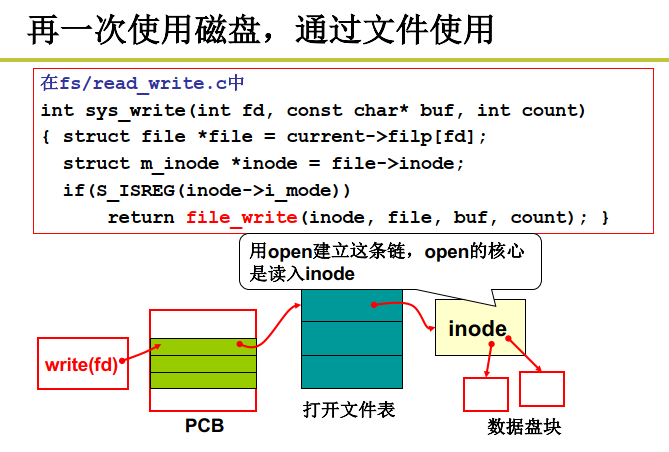 再一次使用磁盘，通过文件使用
在fs/read_write.c中
int sys_write(int fd, const char* buf, int count)
{ struct file *file = current->filp[fd];
struct m_inode *inode = file->inode;
if(S_ISREG(inode->i_mode))
return file_write(inode, file, buf, count); }
用open建立这条链，open的核心
是读入inode
inode
write(fd)
打开文件表
PCB
数据盘块